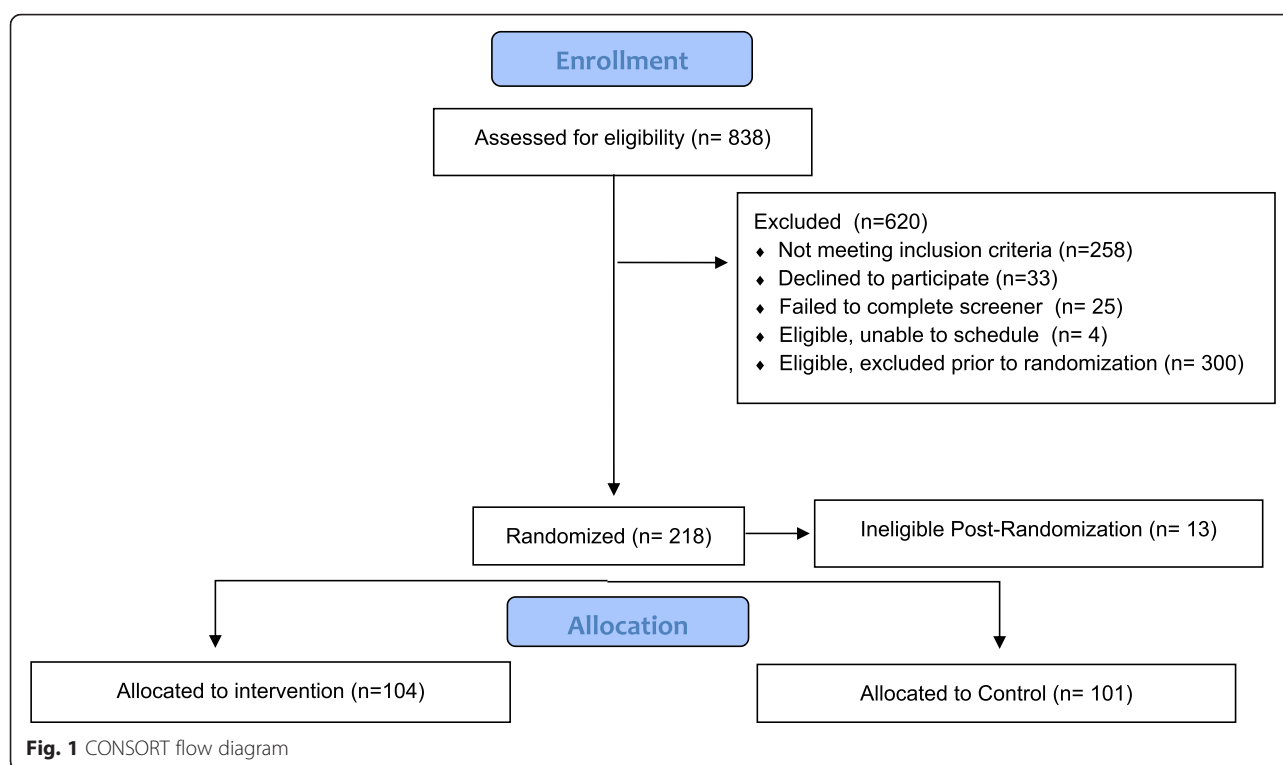 Enrollment
Assessed for eligibility (n= 838)
Excluded (n=620)
♦ Not meeting inclusion criteria (n=258)
♦ Declined to participate (n=33)
♦ Failed to complete screener (n= 25)
♦ Eligible, unable to schedule (n= 4)
♦ Eligible, excluded prior to randomization (n= 300)
Randomized (n= 218)
Ineligible Post-Randomization (n= 13)
Allocation
Allocated to intervention (n=104)
Allocated to Control (n= 101)
Fig. 1 CONSORT flow diagram